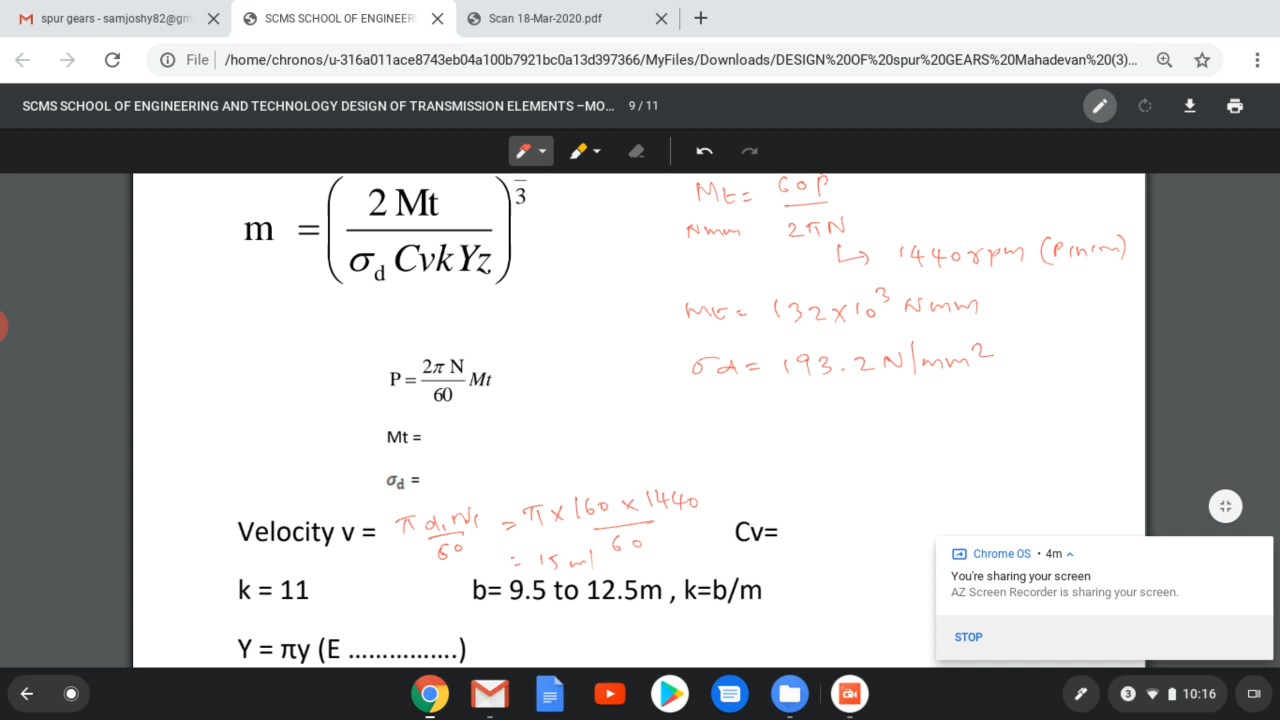 spur gears - samjoshy82@gm
SCMS SCHOOL OF ENGINEERI
Scan 18-Mar-2020.pdf
File /home/chronos/u-316a011ace8743eb04a100b7921bc0a13d397366/MyFiles/Downloads/DESIGN%20OF%20spur%20GEARS%20Mahadevan%20(3)...
SCMS SCHOOL OF ENGINEERING AND TECHNOLOGY DESIGN OF TRANSMISSION ELEMENTS –MO... 9 / 11
m = (2 Mt / σd Cvk Yz)^‾3
Mt = 60P / 2πN
Nmm
↳ 1440rpm (Pinion)
Mt = 132×10³ Nmm
σd = 193.2 N/mm²
P = 2π N / 60 Mt
Mt =
σd =
Velocity v = πd₁N₁ / 60 = π × 160 × 1440 / 60 Cv=
= 15 m/
k = 11 b= 9.5 to 12.5m , k=b/m
Y = πy (E ...............)
Chrome OS • 4m
You're sharing your screen
AZ Screen Recorder is sharing your screen.
STOP
3 10:16